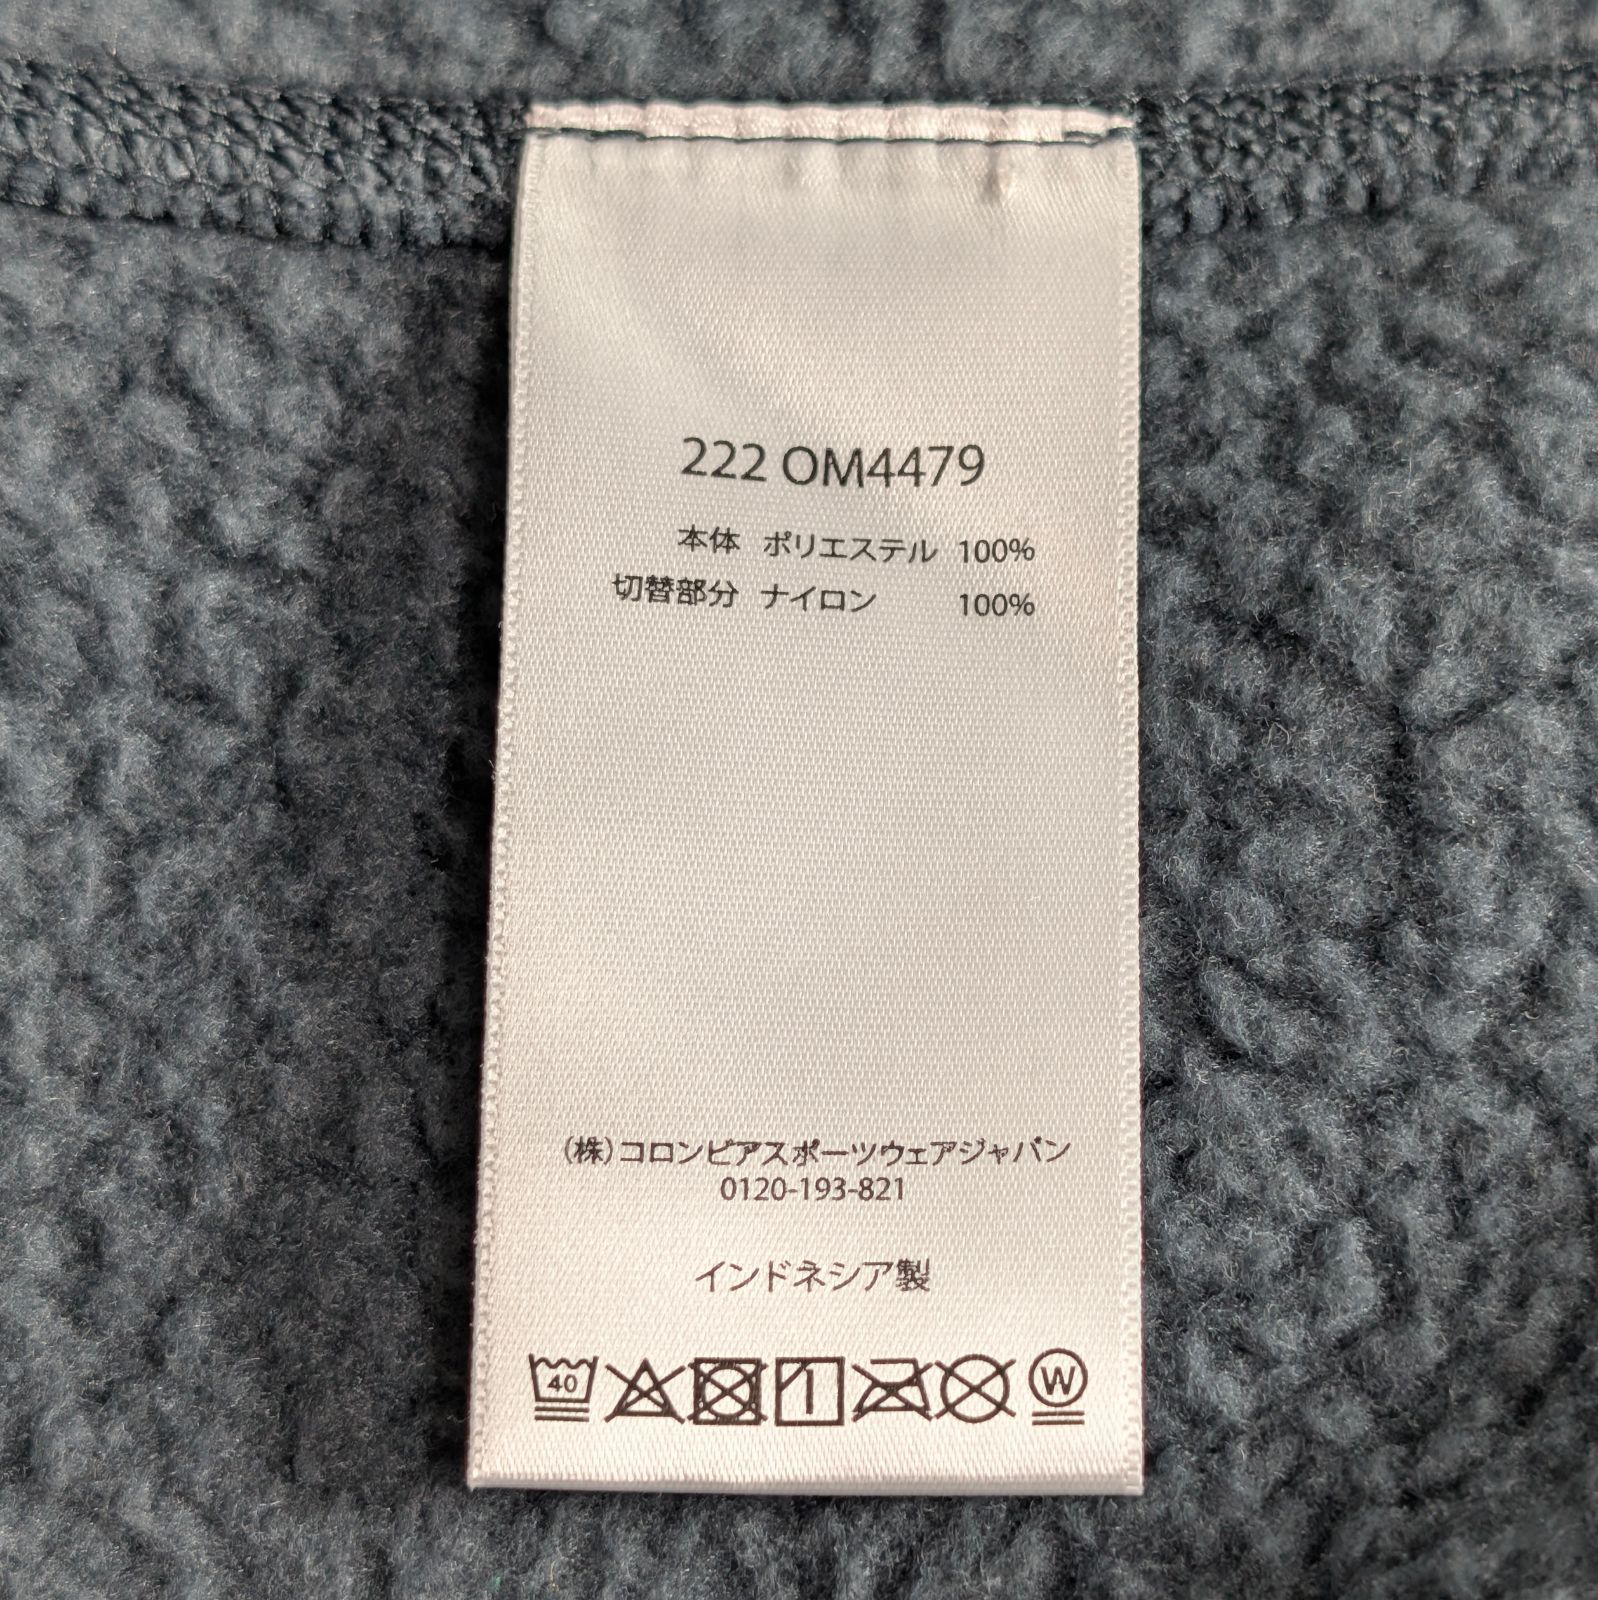 222 OM4479
本体 ポリエステル 100%
切替部分 ナイロン 100%
(株)コロンビアスポーツウェアジャパン
0120-193-821
インドネシア製
40 W